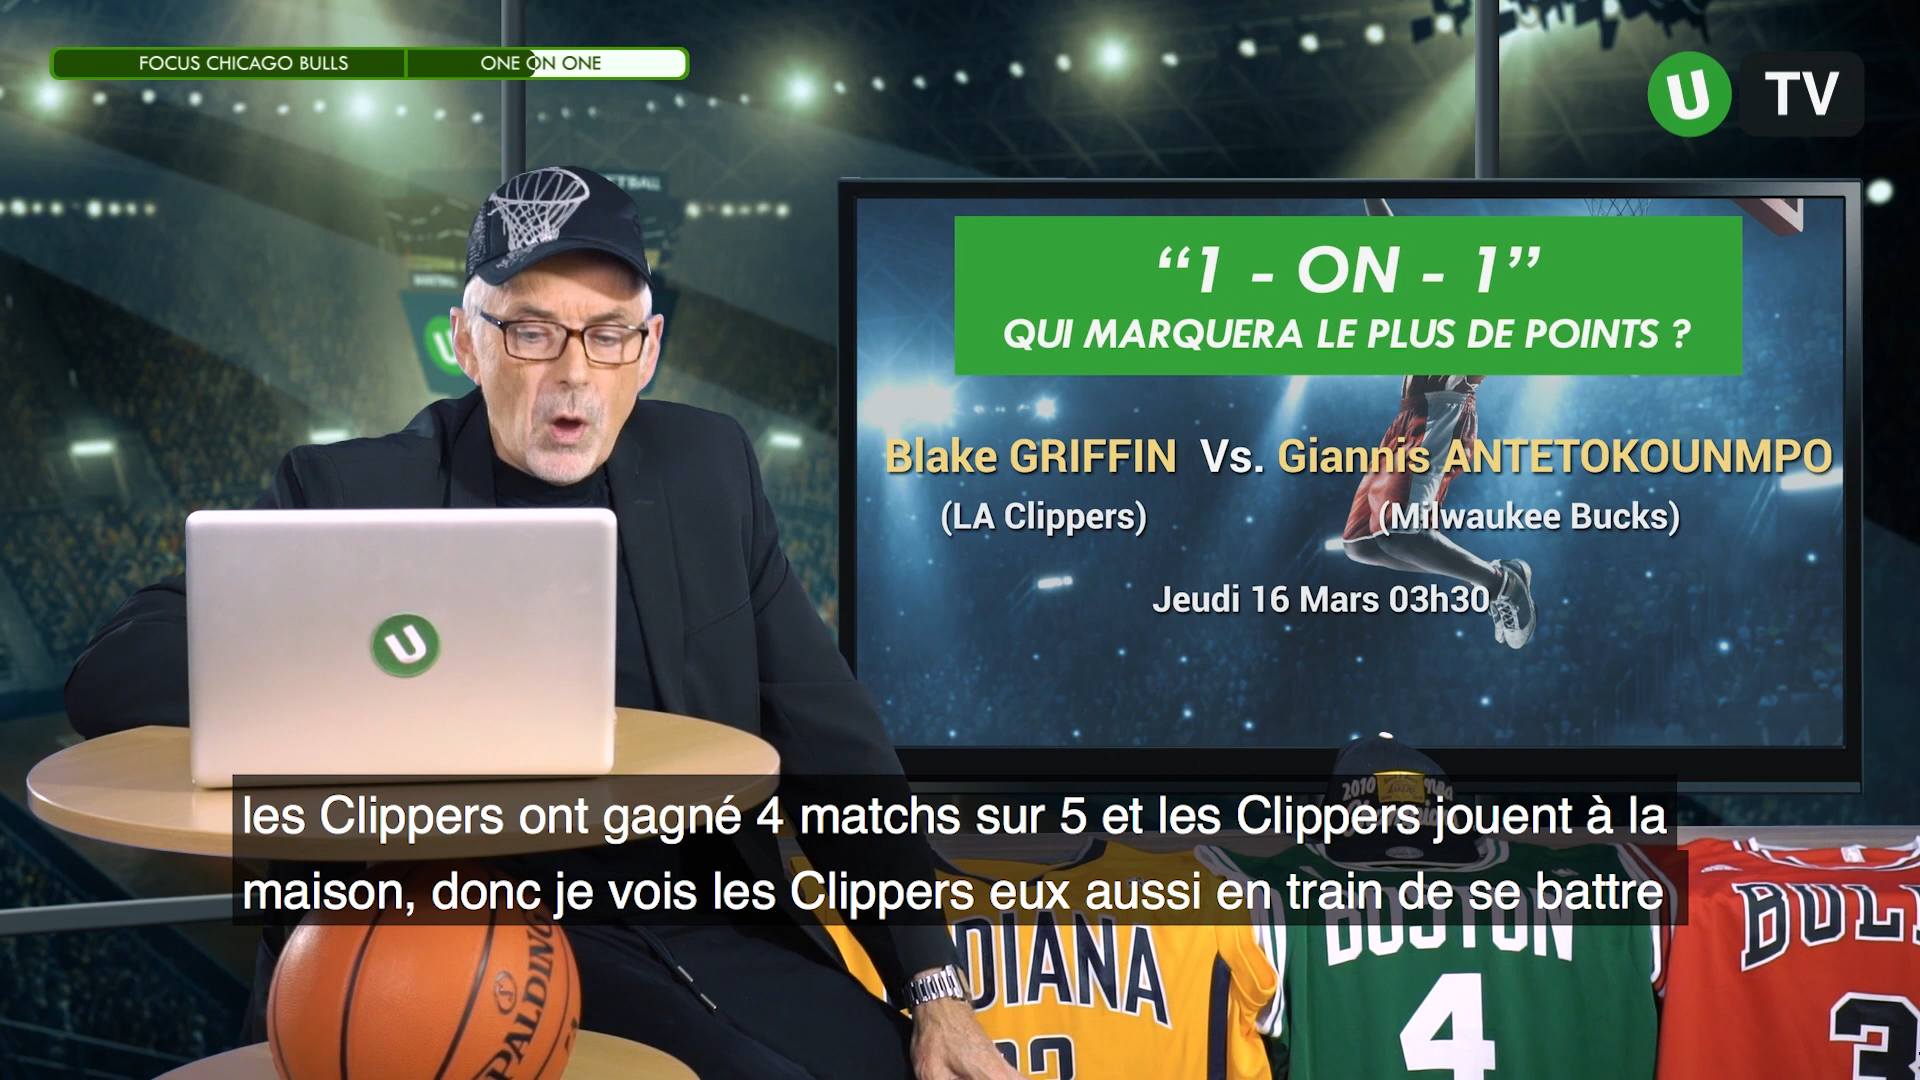 FOCUS CHICAGO BULLS
ONE ON ONE
U TV
“1 - ON - 1”
QUI MARQUERA LE PLUS DE POINTS ?
Blake GRIFFIN Vs. Giannis ANTETOKOUNMPO
(LA Clippers)
(Milwaukee Bucks)
Jeudi 16 Mars 03h30
U
U
2010
les Clippers ont gagné 4 matchs sur 5 et les Clippers jouent à la
maison, donc je vois les Clippers eux aussi en train de se battre
SPALDING
DIANA
BOSTON
4
BUL
3